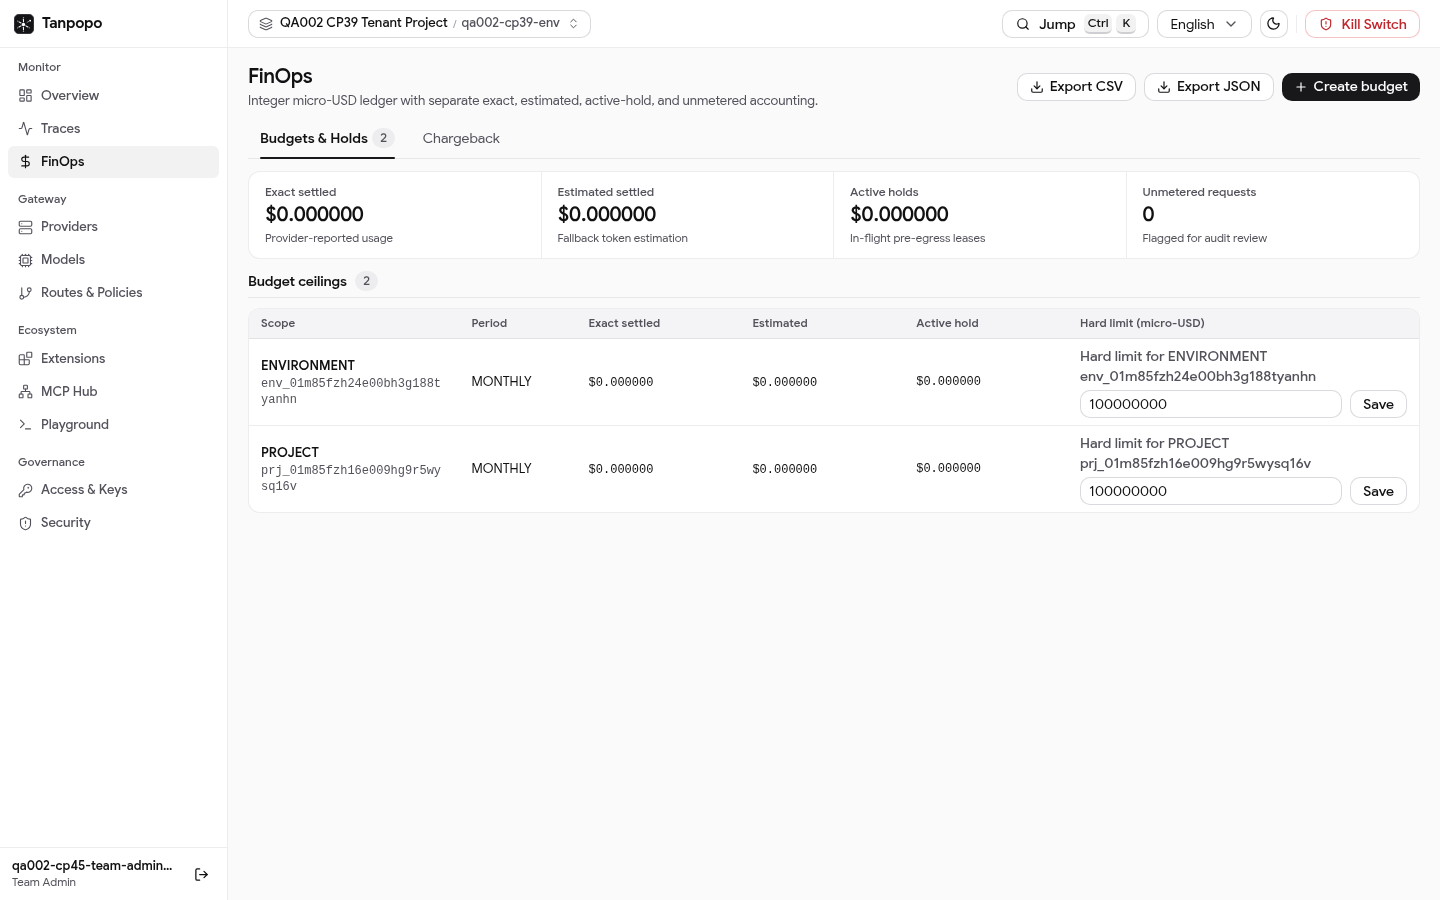 Tanpopo
QA002 CP39 Tenant Project / qa002-cp39-env
Jump Ctrl K
English
Kill Switch
Monitor
Overview
Traces
FinOps
Gateway
Providers
Models
Routes & Policies
Ecosystem
Extensions
MCP Hub
Playground
Governance
Access & Keys
Security
qa002-cp45-team-admin...
Team Admin
FinOps
Integer micro-USD ledger with separate exact, estimated, active-hold, and unmetered accounting.
Export CSV
Export JSON
Create budget
Budgets & Holds 2
Chargeback
Exact settled
$0.000000
Provider-reported usage
Estimated settled
$0.000000
Fallback token estimation
Active holds
$0.000000
In-flight pre-egress leases
Unmetered requests
0
Flagged for audit review
Budget ceilings 2
Scope Period Exact settled Estimated Active hold Hard limit (micro-USD)
ENVIRONMENT
env_01m85fzh24e00bh3g188t
yanhn
MONTHLY
$0.000000
$0.000000
$0.000000
Hard limit for ENVIRONMENT
env_01m85fzh24e00bh3g188tyanhn
100000000
Save
PROJECT
prj_01m85fzh16e009hg9r5wy
sq16v
MONTHLY
$0.000000
$0.000000
$0.000000
Hard limit for PROJECT
prj_01m85fzh16e009hg9r5wysq16v
100000000
Save